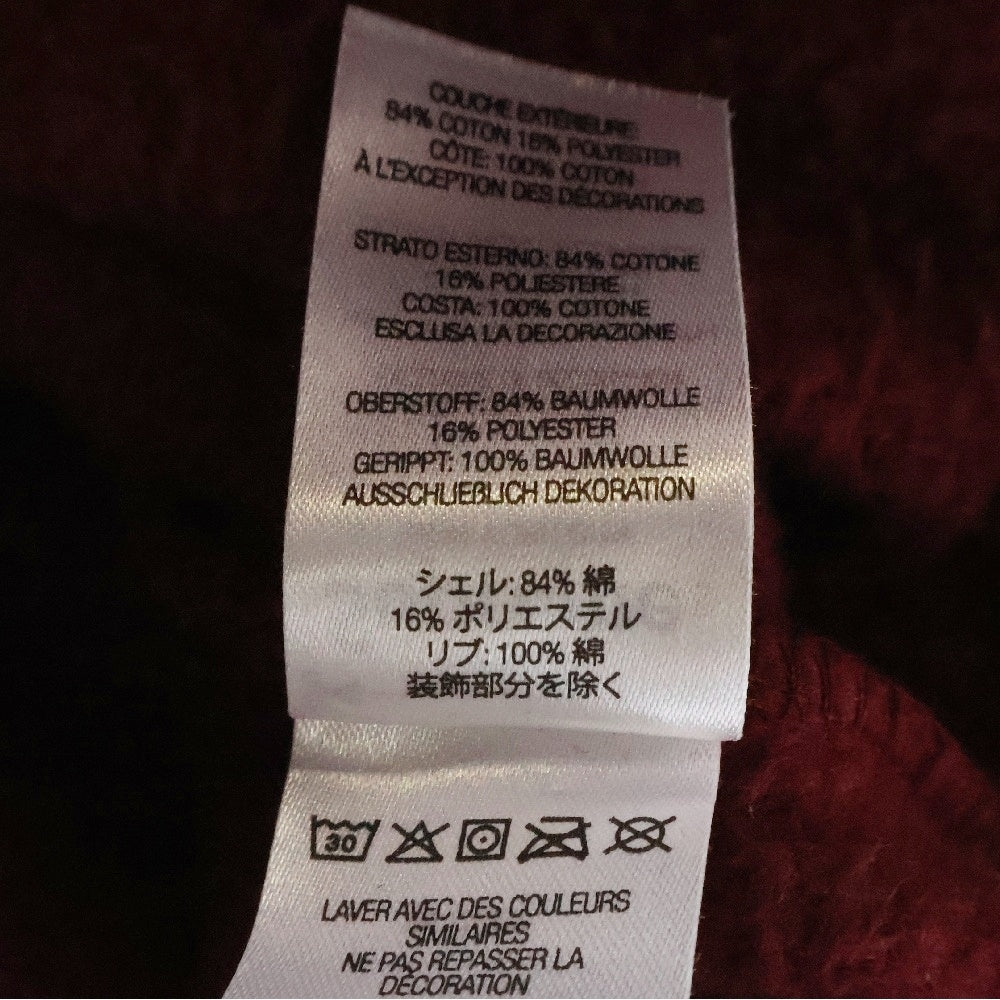 COUCHE EXTÉRIEURE
84% COTON 16% POLYESTER
CÔTE: 100% COTON
À L'EXCEPTION DES DÉCORATIONS
STRATO ESTERNO: 84% COTONE
16% POLIESTERE
COSTA: 100% COTONE
ESCLUSA LA DECORAZIONE
OBERSTOFF: 84% BAUMWOLLE
16% POLYESTER
GERIPPT: 100% BAUMWOLLE
AUSSCHLIEßLICH DEKORATION
シェル: 84% 綿
16% ポリエステル
リブ: 100% 綿
装飾部分を除く
30
LAVER AVEC DES COULEURS
SIMILAIRES
NE PAS REPASSER LA
DÉCORATION